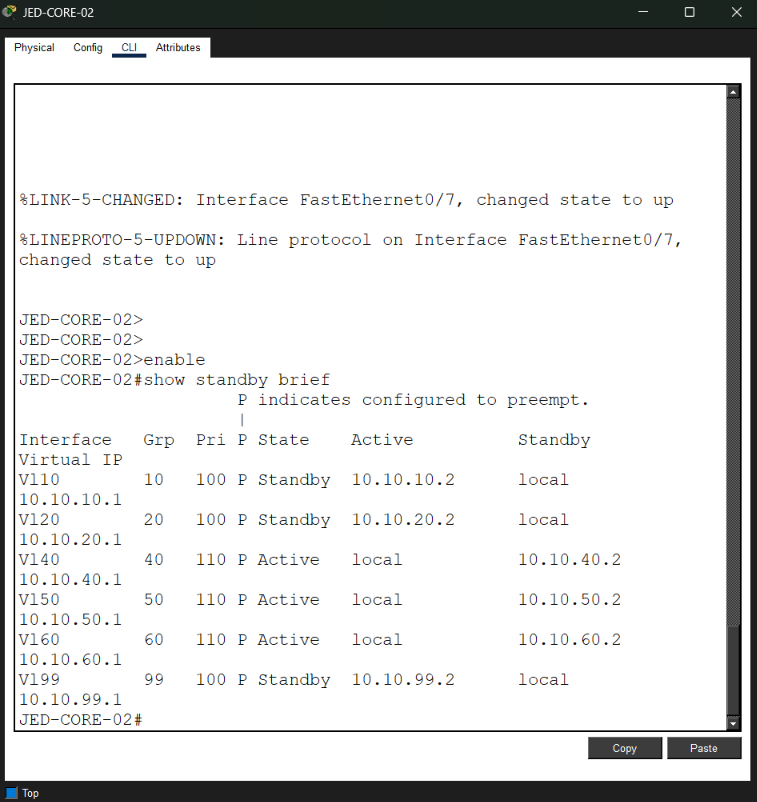 JED-CORE-02
Physical Config CLI Attributes
%LINK-5-CHANGED: Interface FastEthernet0/7, changed state to up
%LINEPROTO-5-UPDOWN: Line protocol on Interface FastEthernet0/7,
changed state to up
JED-CORE-02>
JED-CORE-02>
JED-CORE-02>enable
JED-CORE-02#show standby brief
P indicates configured to preempt.
|
Interface Grp Pri P State Active Standby
Virtual IP
Vl10 10 100 P Standby 10.10.10.2 local
10.10.10.1
Vl20 20 100 P Standby 10.10.20.2 local
10.10.20.1
Vl40 40 110 P Active local 10.10.40.2
10.10.40.1
Vl50 50 110 P Active local 10.10.50.2
10.10.50.1
Vl60 60 110 P Active local 10.10.60.2
10.10.60.1
Vl99 99 100 P Standby 10.10.99.2 local
10.10.99.1
JED-CORE-02#
Copy Paste
Top